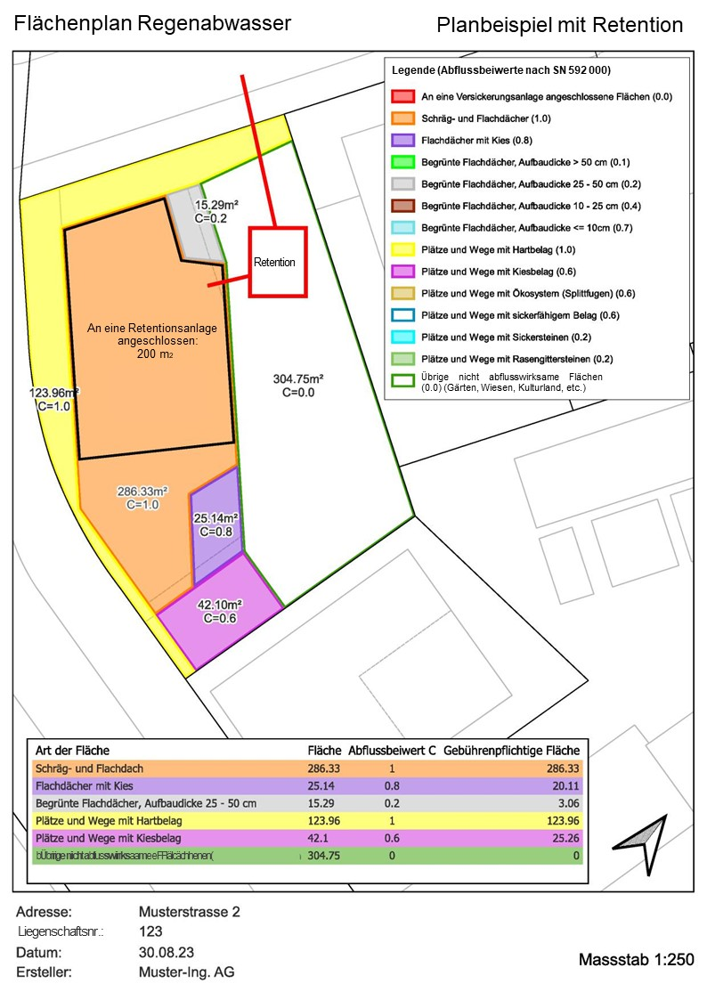 Flächenplan Regenabwasser
Planbeispiel mit Retention
Legende (Abflussbeiwerte nach SN 592 000)
An eine Versickerungsanlage angeschlossene Flächen (0.0)
Schräg- und Flachdächer (1.0)
Flachdächer mit Kies (0.8)
Begrünte Flachdächer, Aufbaudicke > 50 cm (0.1)
Begrünte Flachdächer, Aufbaudicke 25 - 50 cm (0.2)
Begrünte Flachdächer, Aufbaudicke 10 - 25 cm (0.4)
Begrünte Flachdächer, Aufbaudicke <= 10cm (0.7)
Plätze und Wege mit Hartbelag (1.0)
Plätze und Wege mit Kiesbelag (0.6)
Plätze und Wege mit Ökosystem (Splittfugen) (0.6)
Plätze und Wege mit sickerfähigem Belag (0.6)
Plätze und Wege mit Sickersteinen (0.2)
Plätze und Wege mit Rasengittersteinen (0.2)
Übrige nicht abflusswirksame Flächen
(0.0) (Gärten, Wiesen, Kulturland, etc.)
15.29m²
C=0.2
Retention
An eine Retentionsanlage
angeschlossen:
200 m2
304.75m²
C=0.0
123.96m²
C=1.0
286.33m²
C=1.0
25.14m²
C=0.8
42.10m²
C=0.6
Art der Fläche Fläche Abflussbeiwert C Gebührenpflichtige Fläche
Schräg- und Flachdach 286.33 1 286.33
Flachdächer mit Kies 25.14 0.8 20.11
Begrünte Flachdächer, Aufbaudicke 25 - 50 cm 15.29 0.2 3.06
Plätze und Wege mit Hartbelag 123.96 1 123.96
Plätze und Wege mit Kiesbelag 42.1 0.6 25.26
304.75 0 0
Adresse: Musterstrasse 2
Liegenschaftsnr.: 123
Datum: 30.08.23
Ersteller: Muster-Ing. AG
Massstab 1:250